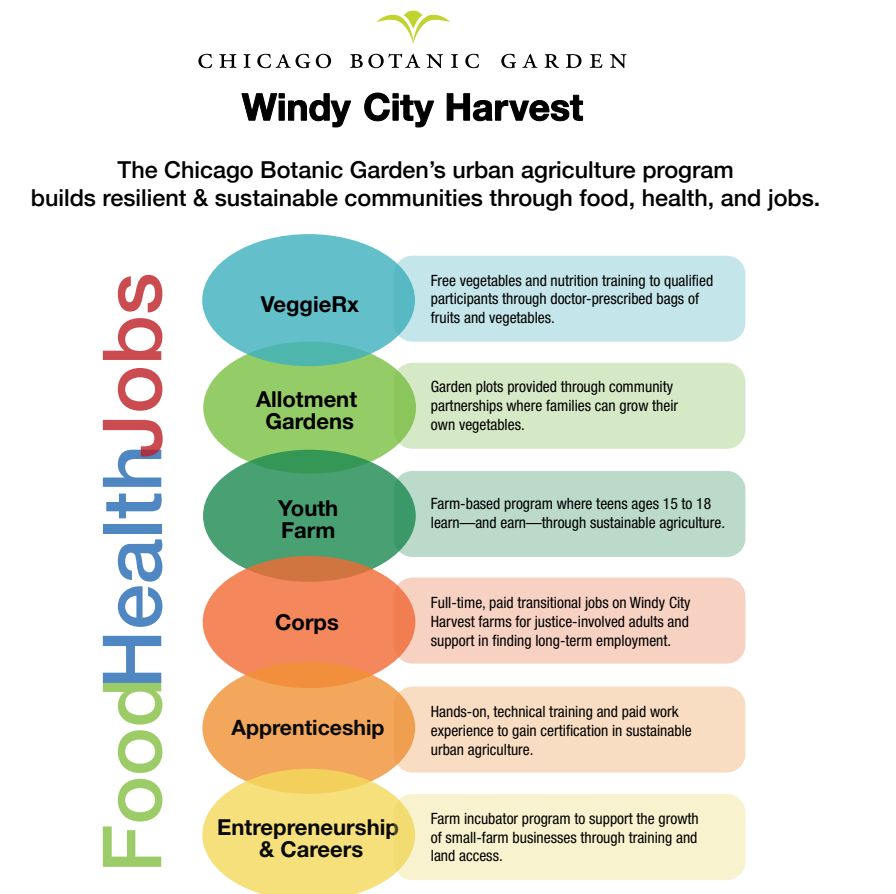 CHICAGO BOTANIC GARDEN
Windy City Harvest
The Chicago Botanic Garden’s urban agriculture program
builds resilient & sustainable communities through food, health, and jobs.
FoodHealthJobs
VeggieRx
Free vegetables and nutrition training to qualified
participants through doctor-prescribed bags of
fruits and vegetables.
Allotment
Gardens
Garden plots provided through community
partnerships where families can grow their
own vegetables.
Youth
Farm
Farm-based program where teens ages 15 to 18
learn—and earn—through sustainable agriculture.
Corps
Full-time, paid transitional jobs on Windy City
Harvest farms for justice-involved adults and
support in finding long-term employment.
Apprenticeship
Hands-on, technical training and paid work
experience to gain certification in sustainable
urban agriculture.
Entrepreneurship
& Careers
Farm incubator program to support the growth
of small-farm businesses through training and
land access.